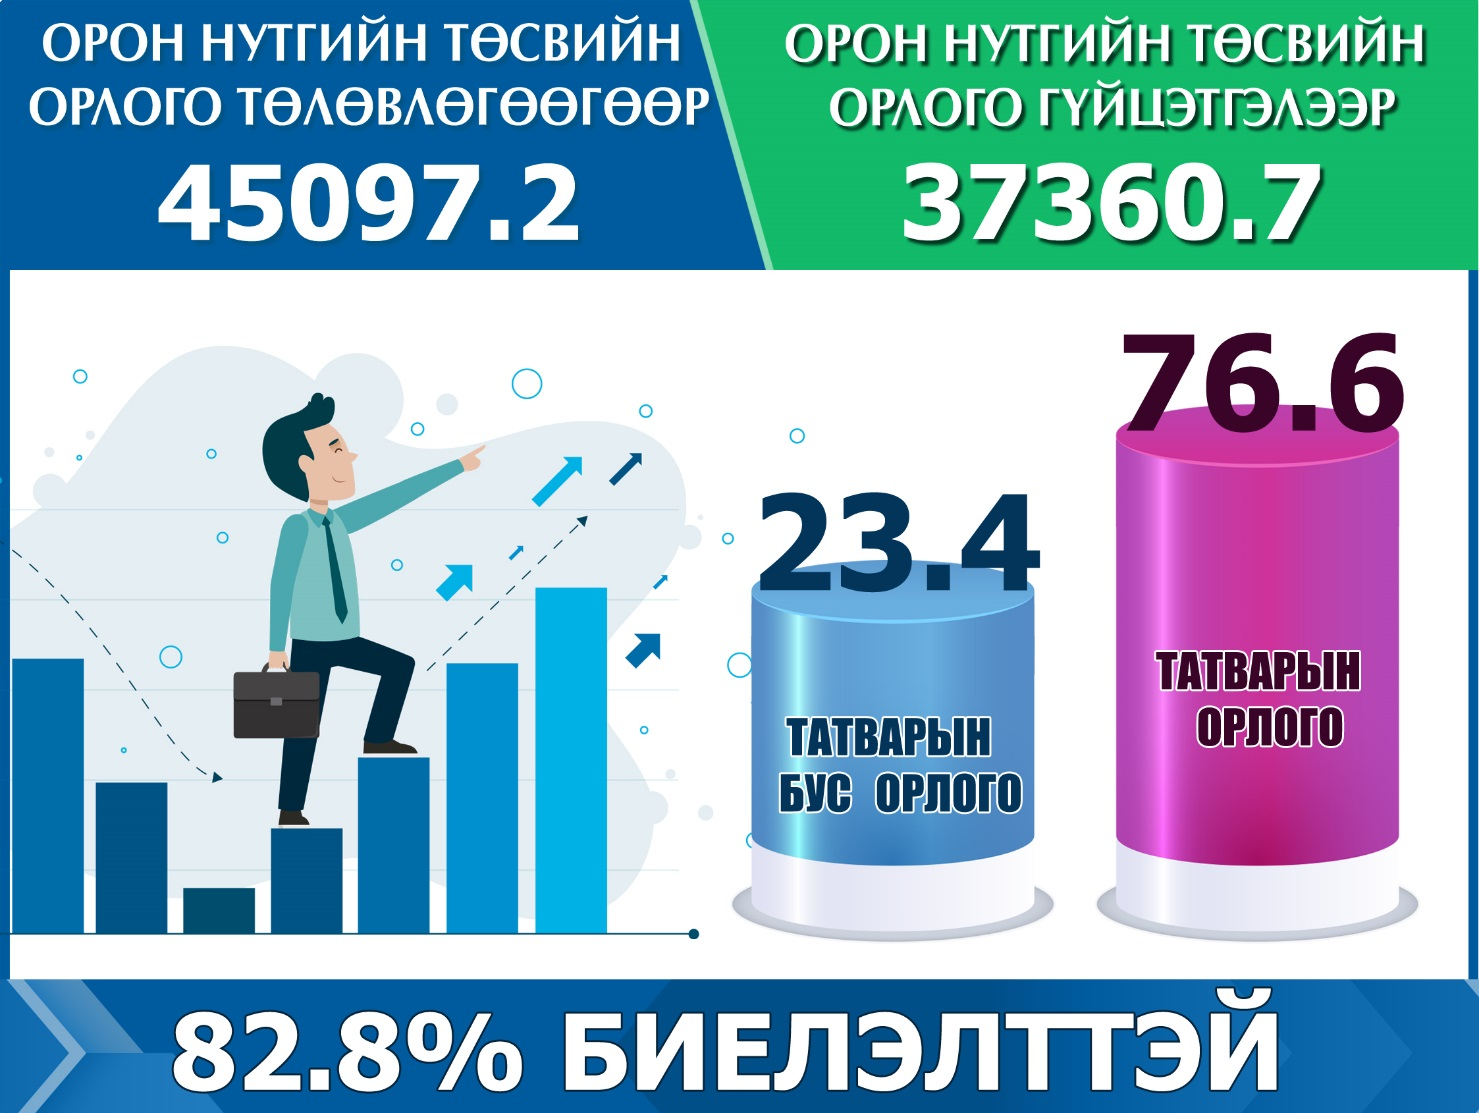 ОРОН НУТГИЙН ТӨСВИЙН
ОРЛОГО ТӨЛӨВЛӨГӨӨГӨӨР
45097.2
ОРОН НУТГИЙН ТӨСВИЙН
ОРЛОГО ГҮЙЦЭТГЭЛЭЭР
37360.7
23.4
ТАТВАРЫН
БУС ОРЛОГО
76.6
ТАТВАРЫН
ОРЛОГО
82.8% БИЕЛЭЛТТЭЙ